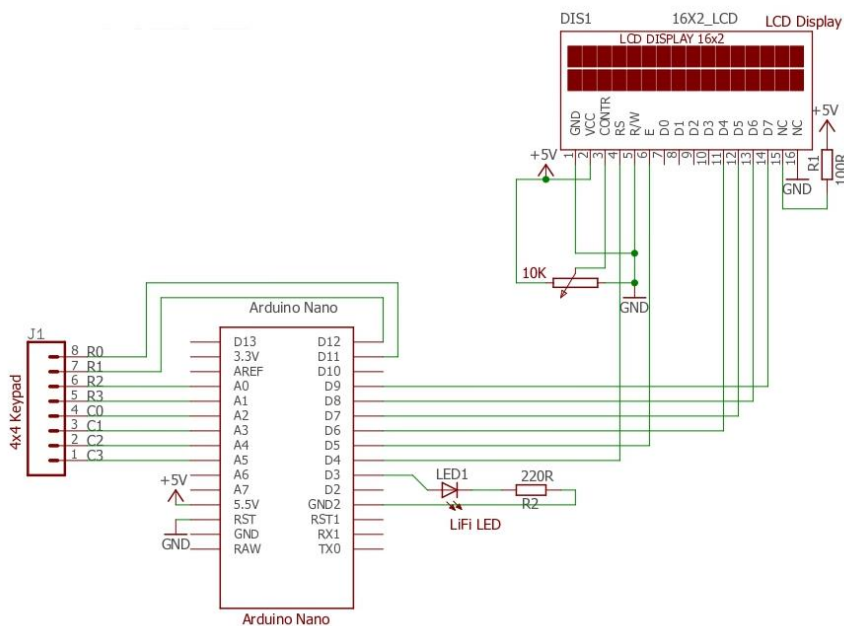 DIS1 16X2_LCD LCD Display
LCD DISPLAY 16x2
GND VCC CONTR RS R/W E D0 D1 D2 D3 D4 D5 D6 D7 NC NC
1 2 3 4 5 6 7 8 9 10 11 12 13 14 15 16
+5V
R1
100R
GND
+5V
10K
GND
Arduino Nano
J1
4x4 Keypad
8 R0
7 R1
6 R2
5 R3
4 C0
3 C1
2 C2
1 C3
D13 D12
3.3V D11
AREF D10
A0 D9
A1 D8
A2 D7
A3 D6
A4 D5
A5 D4
A6 D3
A7 D2
5.5V GND2
RST RST1
GND RX1
RAW TX0
+5V
GND
LED1
220R
R2
LiFi LED
Arduino Nano